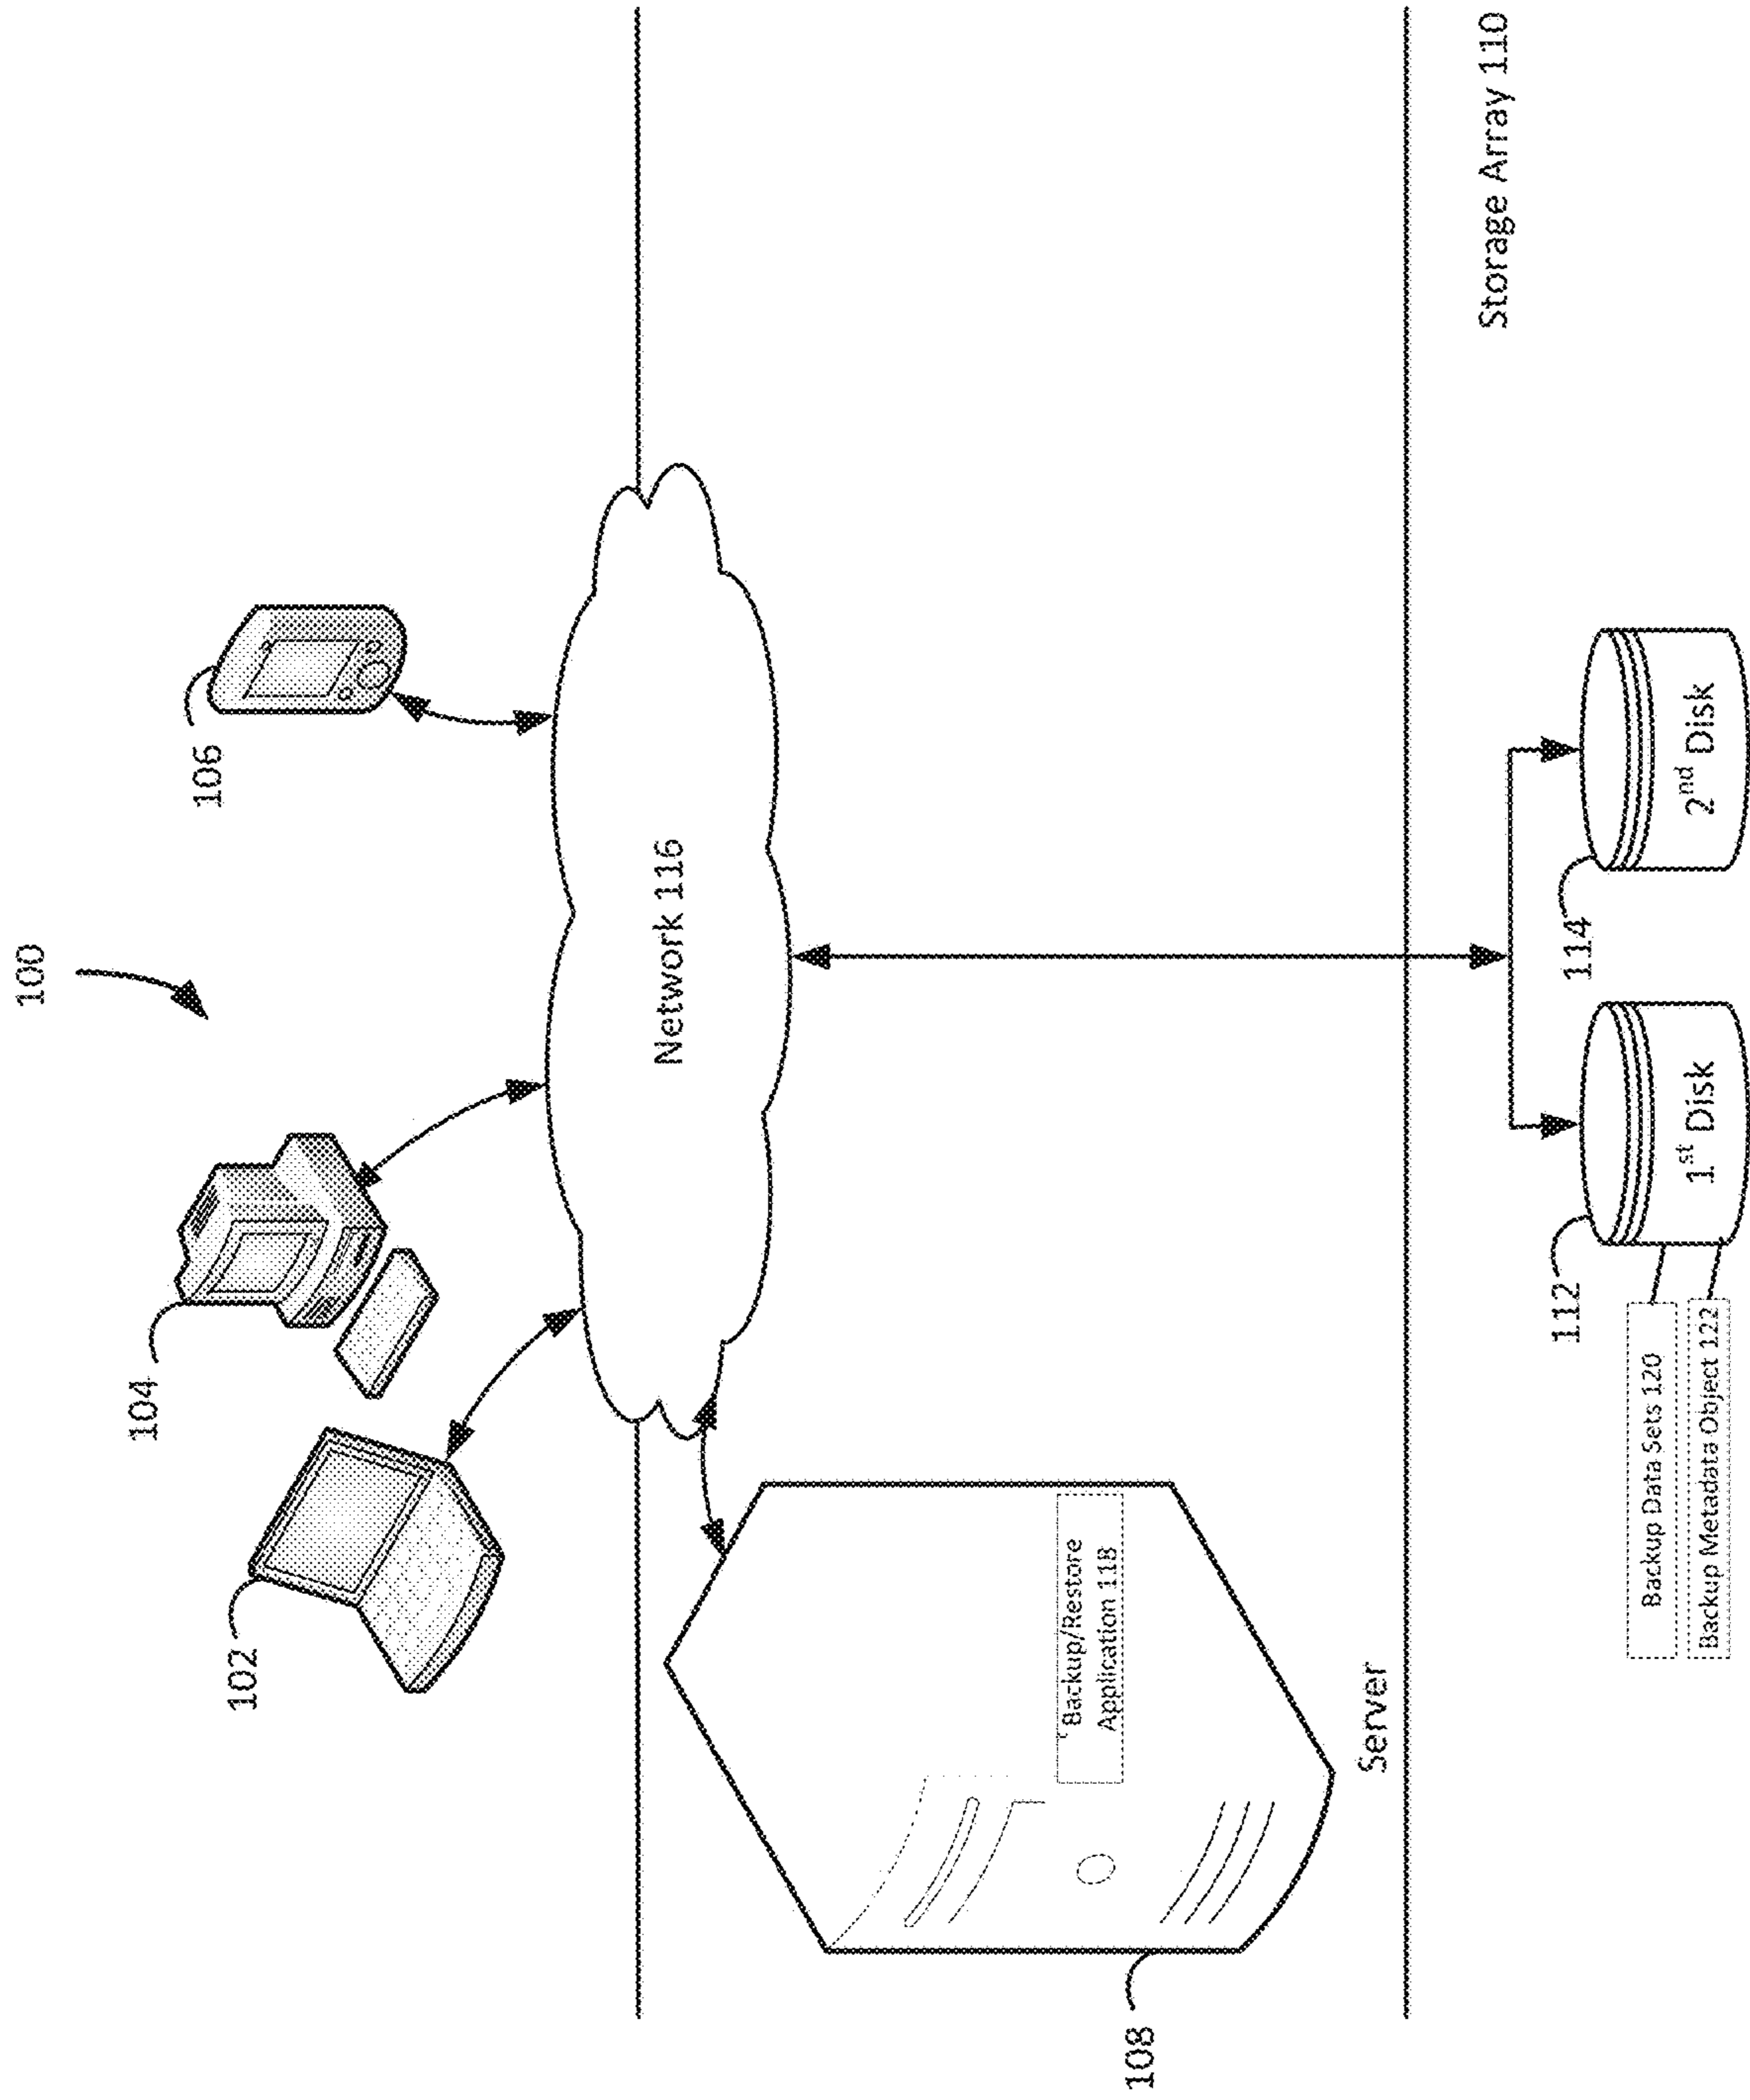 100
102
104
106
Network 116
108
Backup/Restore
Application 118
Server
Storage Array 110
112
114
1st Disk
2nd Disk
Backup Data Sets 120
Backup Metadata Object 122